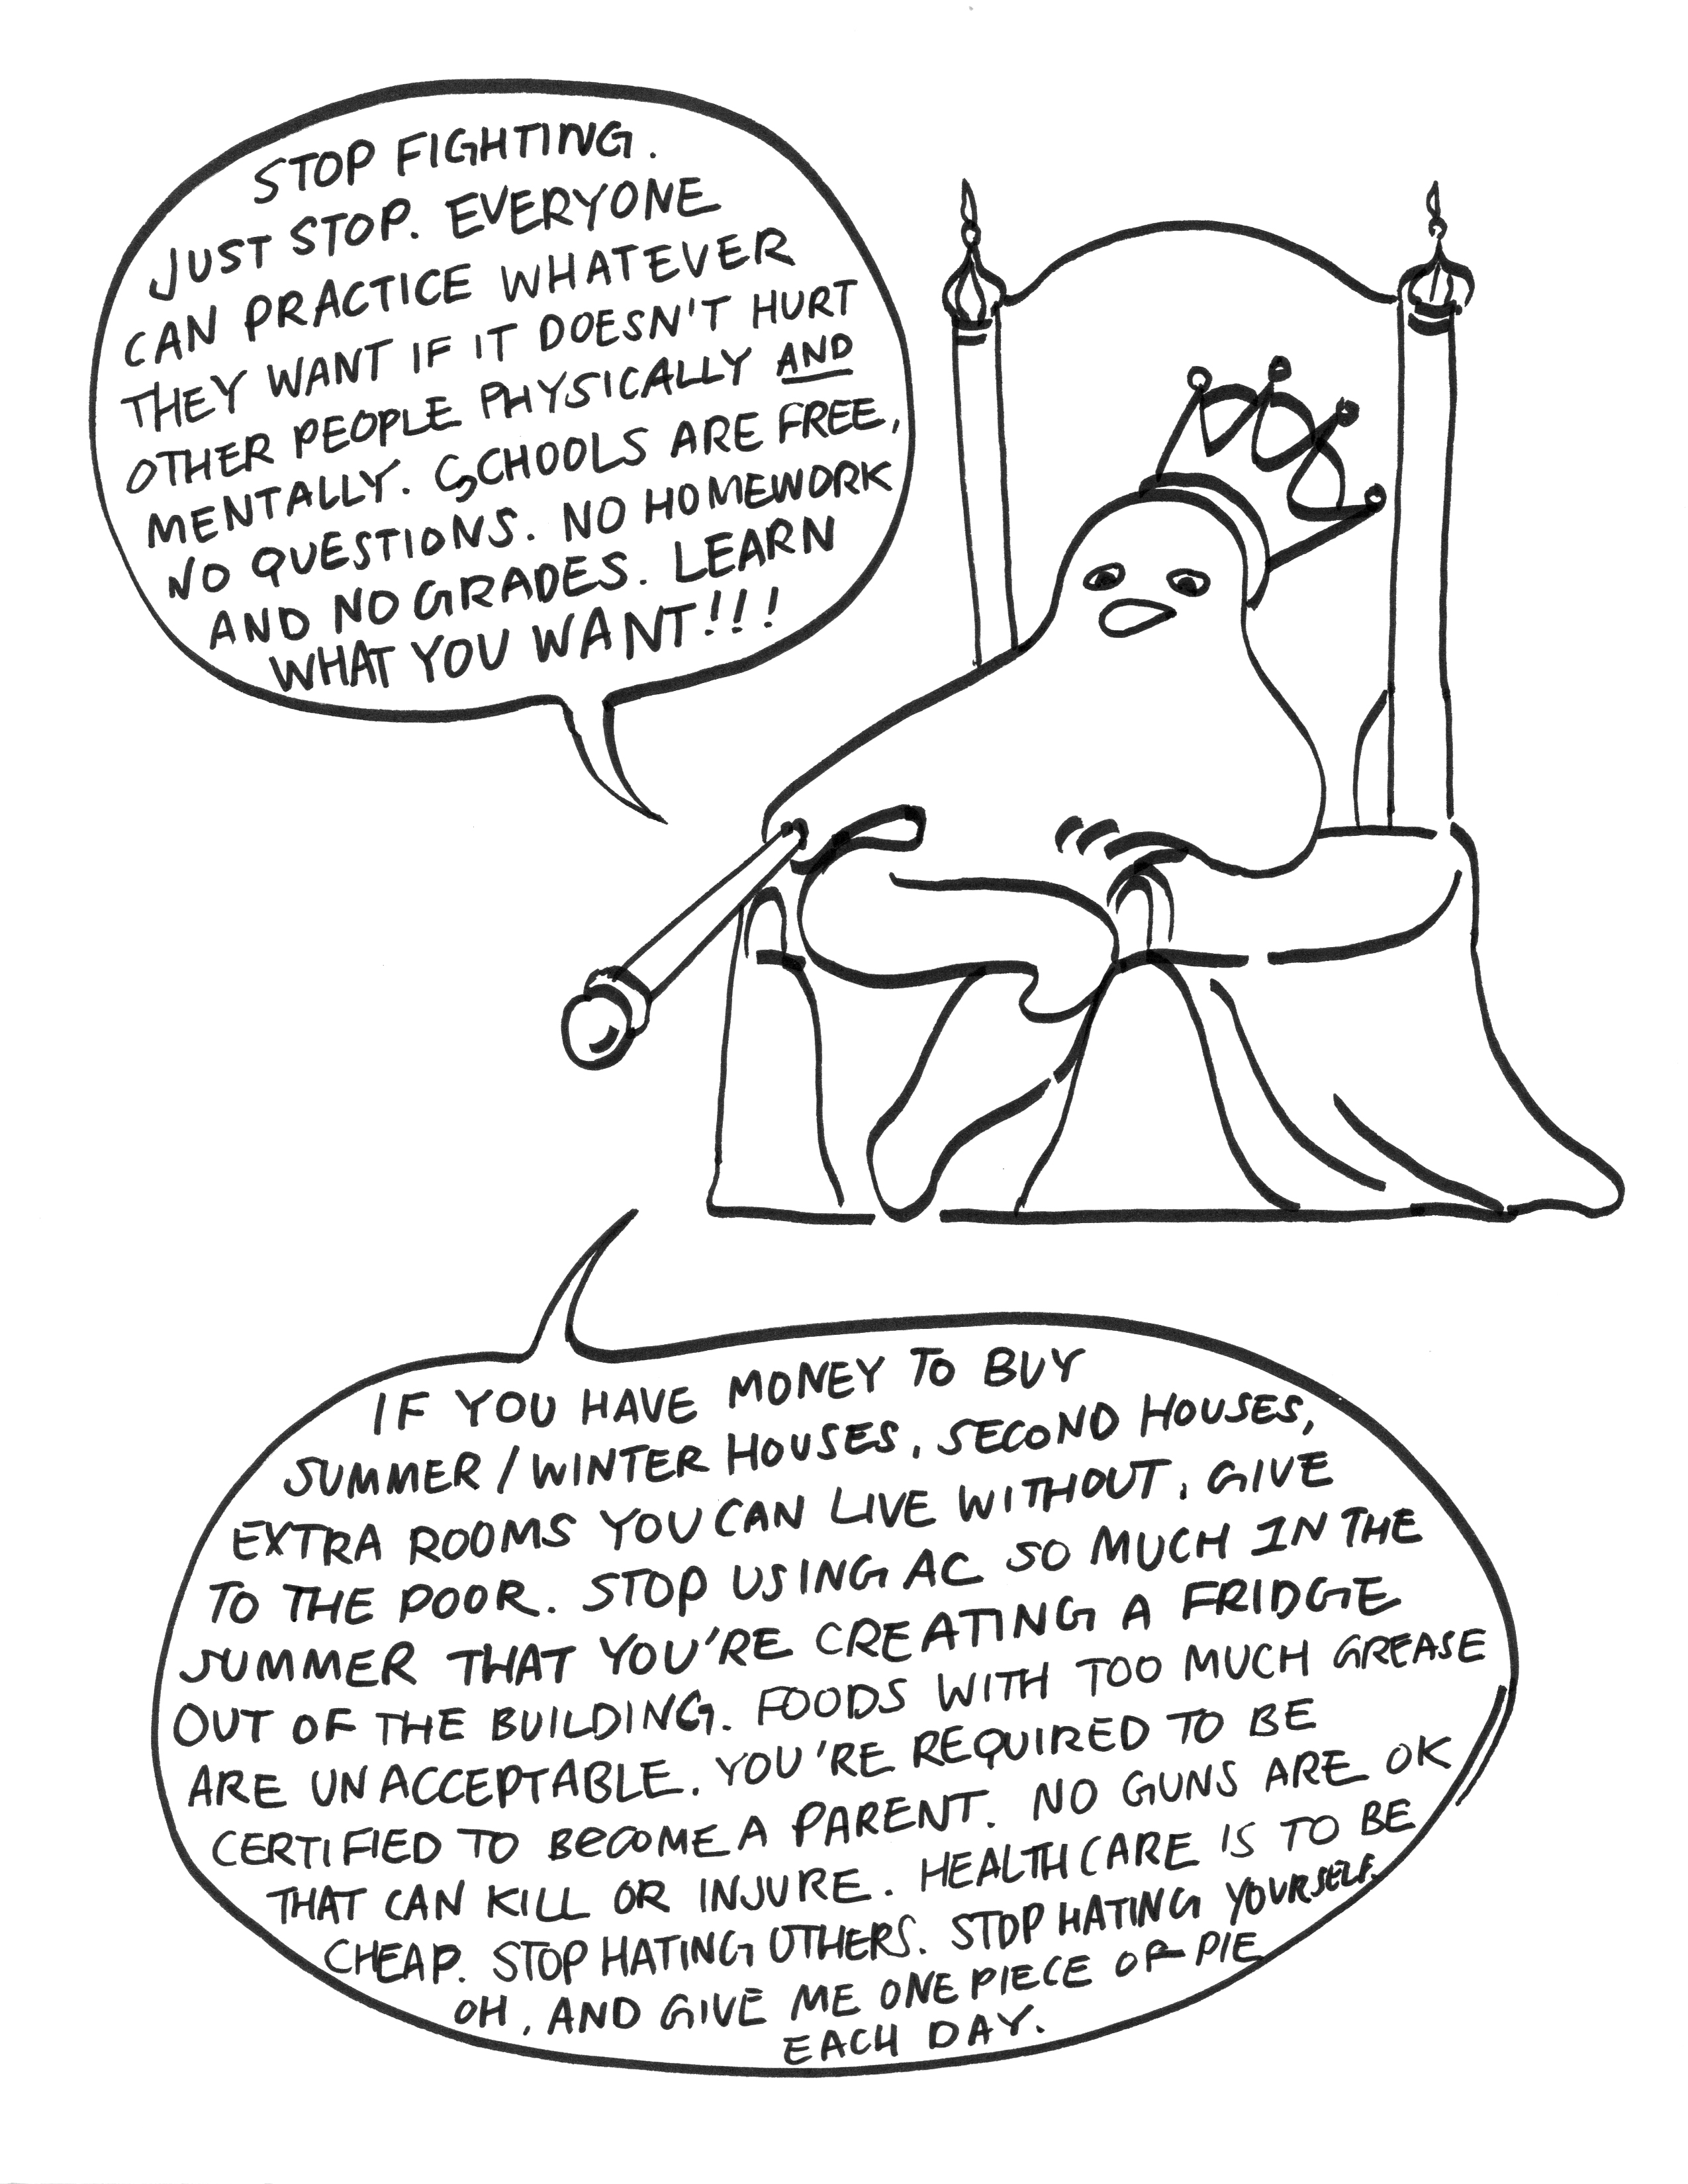 STOP FIGHTING.
JUST STOP. EVERYONE
CAN PRACTICE WHATEVER
THEY WANT IF IT DOESN'T HURT
OTHER PEOPLE PHYSICALLY AND
MENTALLY. SCHOOLS ARE FREE,
NO QUESTIONS. NO HOMEWORK
AND NO GRADES. LEARN
WHAT YOU WANT!!!
IF YOU HAVE MONEY TO BUY
SUMMER/WINTER HOUSES, SECOND HOUSES,
EXTRA ROOMS YOU CAN LIVE WITHOUT, GIVE
TO THE POOR. STOP USING AC SO MUCH IN THE
SUMMER THAT YOU'RE CREATING A FRIDGE
OUT OF THE BUILDING. FOODS WITH TOO MUCH GREASE
ARE UNACCEPTABLE. YOU'RE REQUIRED TO BE
CERTIFIED TO BECOME A PARENT. NO GUNS ARE OK
THAT CAN KILL OR INJURE. HEALTHCARE IS TO BE
CHEAP. STOP HATING OTHERS. STOP HATING YOURSELF.
OH, AND GIVE ME ONE PIECE OF PIE
EACH DAY.